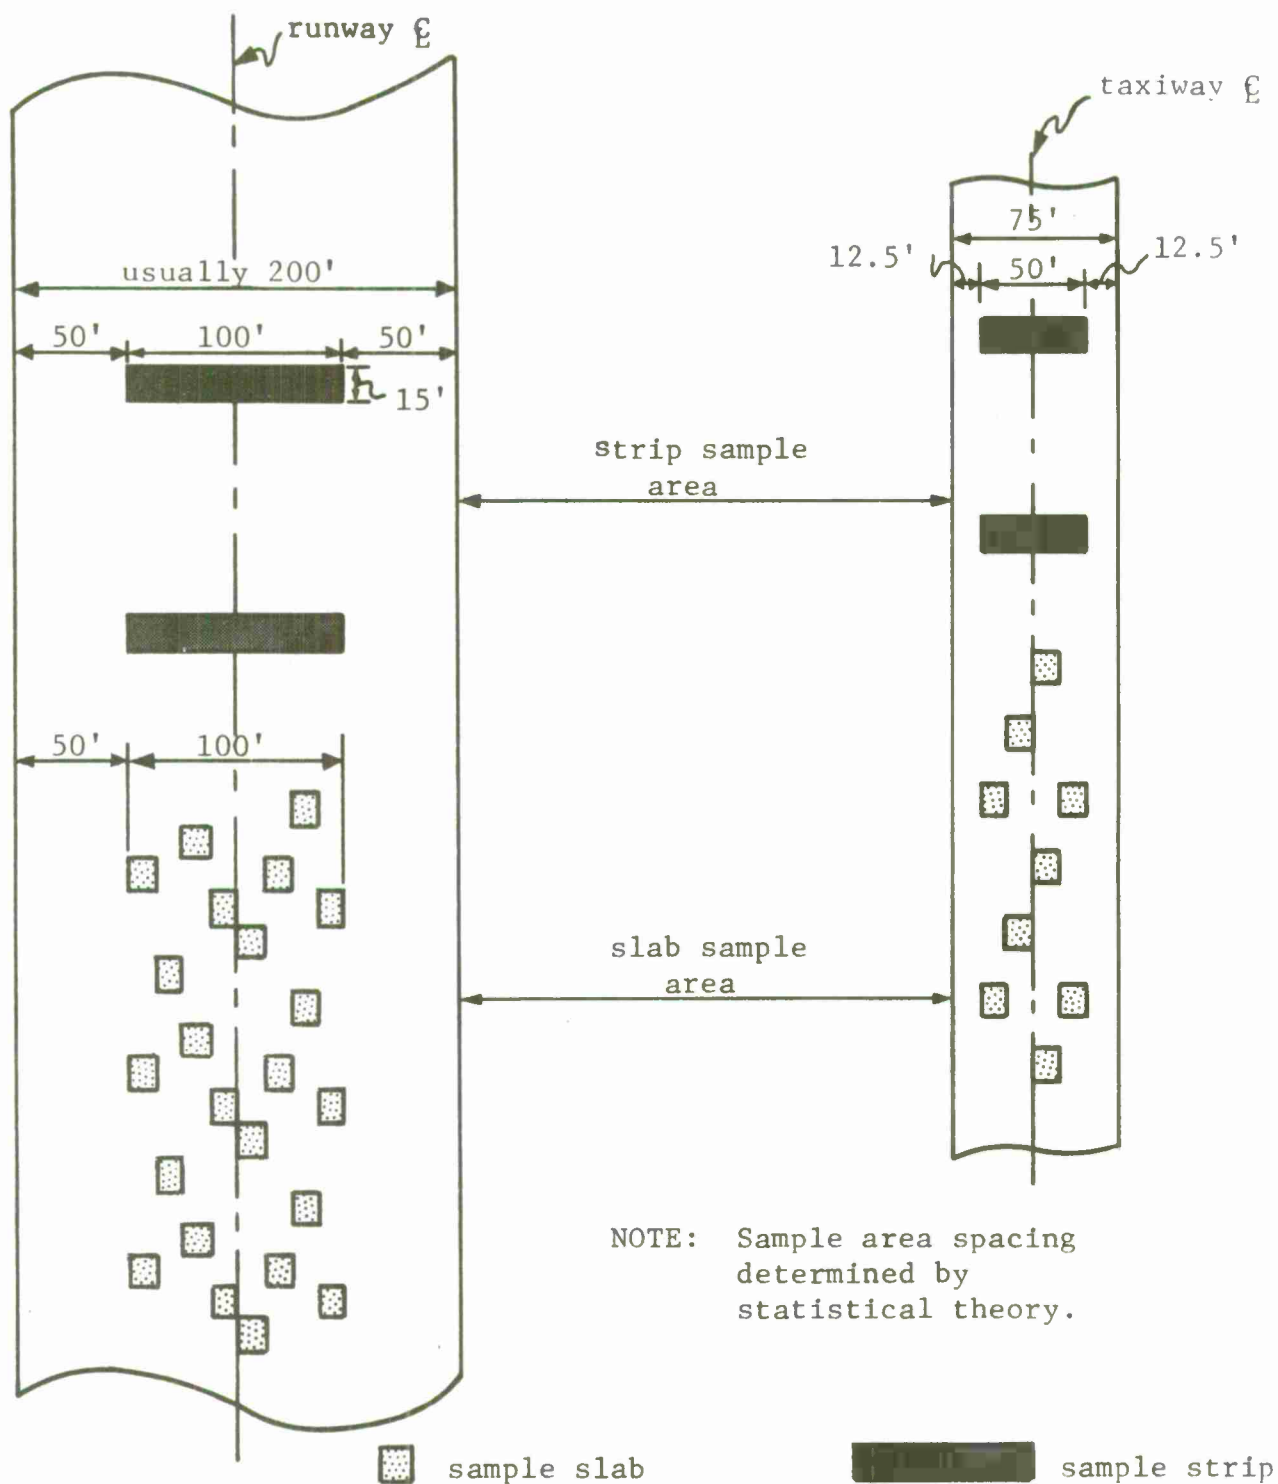 runway ℄
taxiway ℄
75'
12.5'
50'
12.5'
usually 200'
50'
100'
50'
15'
strip sample
area
50'
100'
slab sample
area
NOTE: Sample area spacing
determined by
statistical theory.
sample slab
sample strip